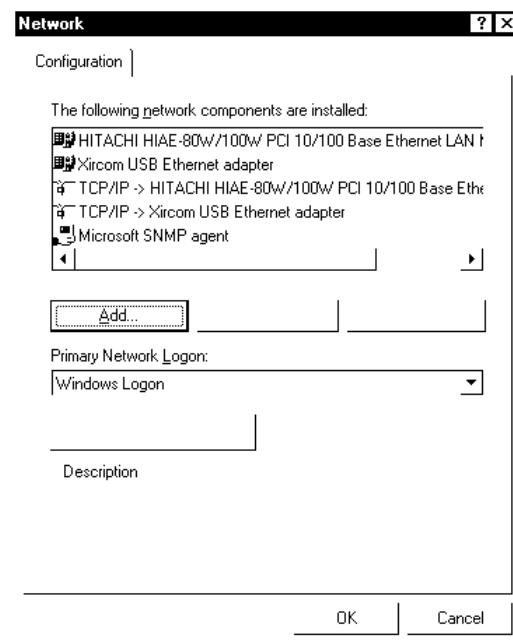 Network
Configuration
The following network components are installed:
HITACHI HIAE-80W/100W PCI 10/100 Base Ethernet LAN
Xircom USB Ethernet adapter
TCP/IP -> HITACHI HIAE-80W/100W PCI 10/100 Base Ethe
TCP/IP -> Xircom USB Ethernet adapter
Microsoft SNMP agent
Add...
Primary Network Logon:
Windows Logon
Description
OK Cancel